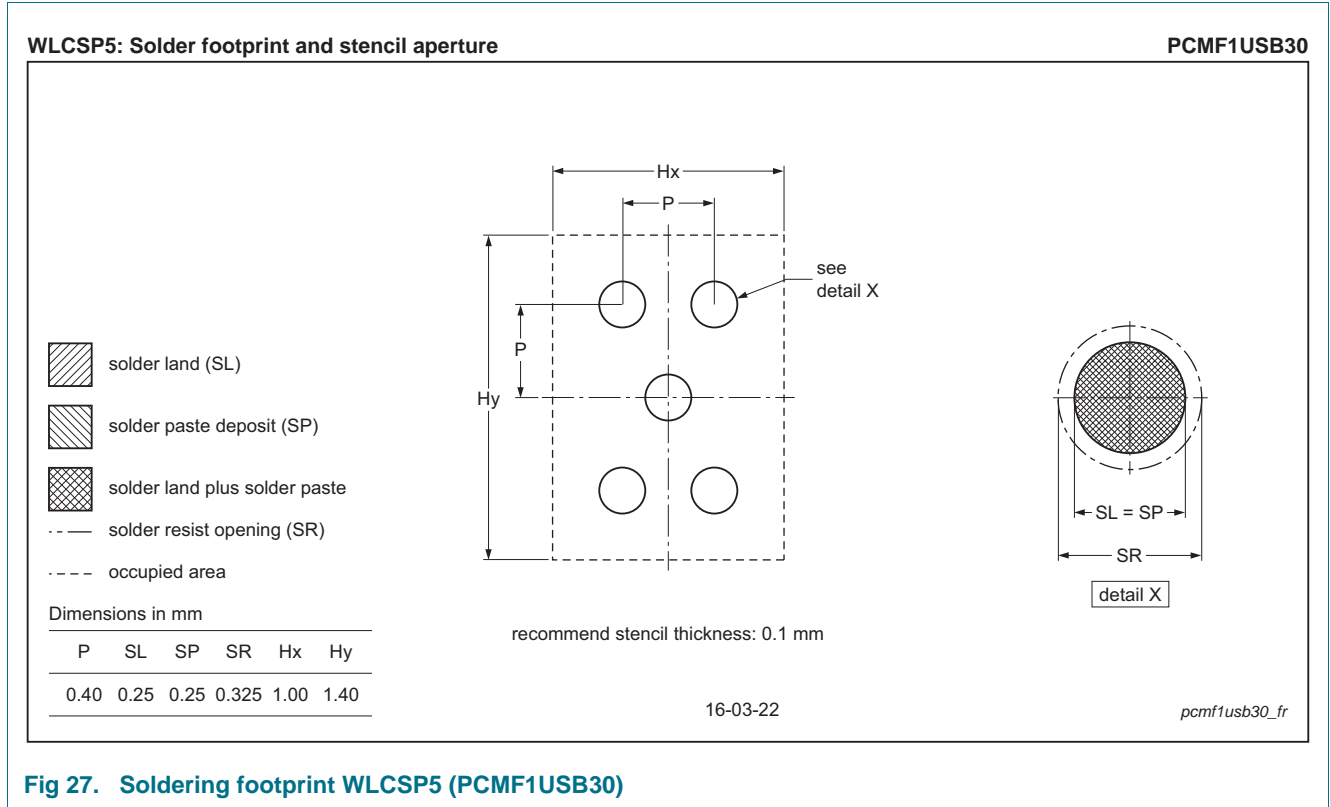 WLCSP5: Solder footprint and stencil aperture PCMF1USB30
Hx
P
see
detail X
P
Hy
solder land (SL)
solder paste deposit (SP)
solder land plus solder paste
solder resist opening (SR)
occupied area
SL = SP
SR
detail X
Dimensions in mm
P SL SP SR Hx Hy
0.40 0.25 0.25 0.325 1.00 1.40
recommend stencil thickness: 0.1 mm
16-03-22
pcmf1usb30_fr
Fig 27. Soldering footprint WLCSP5 (PCMF1USB30)